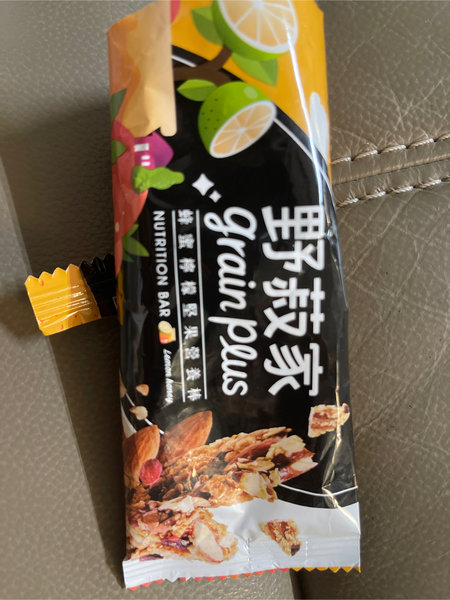 野菽家
grain plus
蜂蜜檸檬堅果營養棒
NUTRITION BAR
Lemon honey